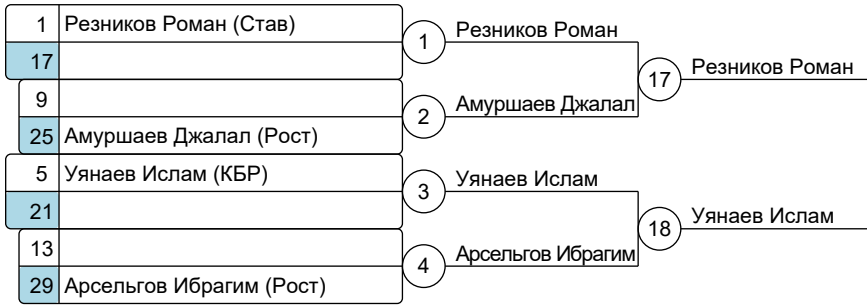 1 Резников Роман (Став)
17
1 Резников Роман
17 Резников Роман
9
25 Амуршаев Джалал (Рост)
2 Амуршаев Джалал
5 Уянаев Ислам (КБР)
21
3 Уянаев Ислам
18 Уянаев Ислам
13
29 Арсельгов Ибрагим (Рост)
4 Арсельгов Ибрагим